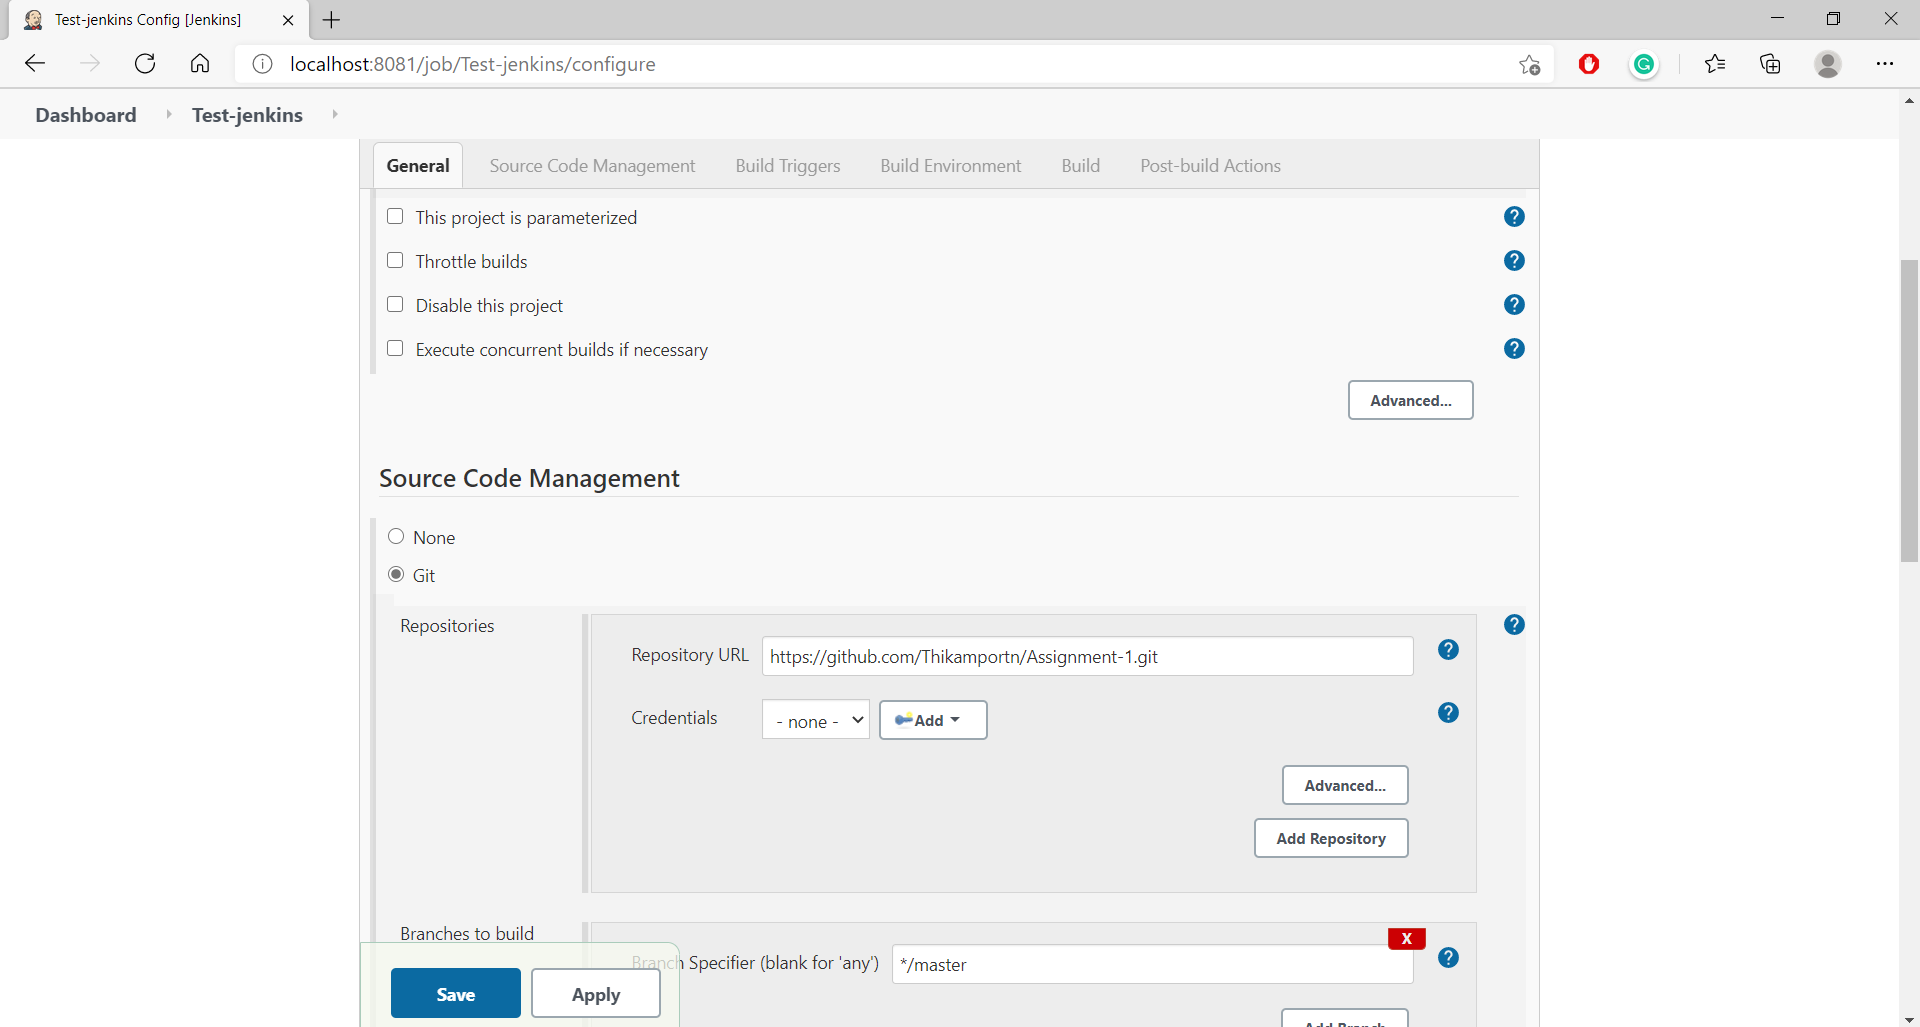 Test-jenkins Config [Jenkins]
localhost:8081/job/Test-jenkins/configure
Dashboard Test-jenkins
General Source Code Management Build Triggers Build Environment Build Post-build Actions
This project is parameterized
Throttle builds
Disable this project
Execute concurrent builds if necessary
Advanced...
Source Code Management
None
Git
Repositories
Repository URL https://github.com/Thikamportn/Assignment-1.git
Credentials - none - Add
Advanced...
Add Repository
Branches to build
X
Branch Specifier (blank for 'any') */master
Save Apply
Add Branch